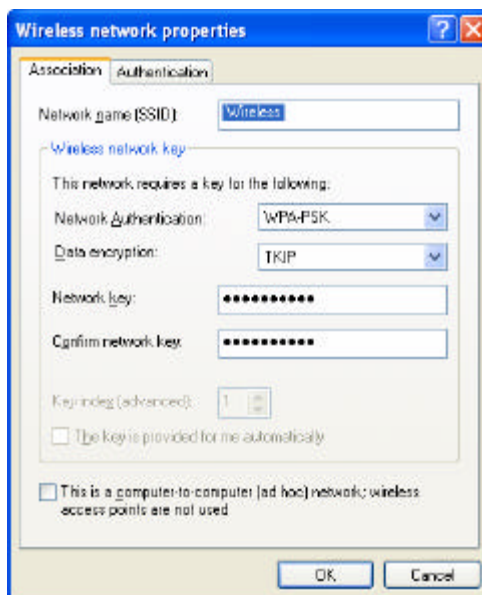 Wireless network properties
Association
Authentication
Network name (SSID):
Wireless
Wireless network key
This network requires a key for the following:
Network Authentication:
WPA-PSK
Data encryption:
TKIP
Network key:
••••••••••
Confirm network key:
••••••••••
Key index (advanced):
1
The key is provided for me automatically
This is a computer-to-computer (ad hoc) network; wireless
access points are not used
OK
Cancel